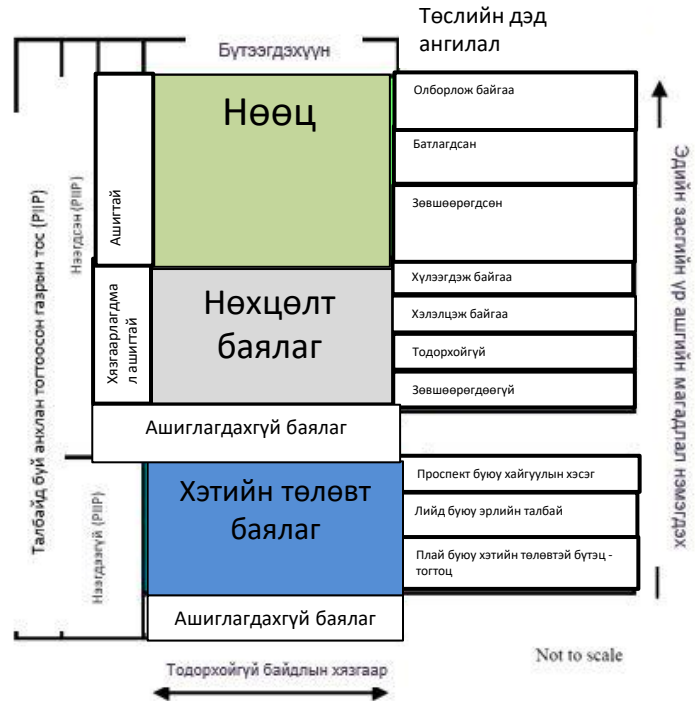 Төслийн дэд
ангилал
Бүтээгдэхүүн
Нөөц
Олборлож байгаа
Батлагдсан
Зөвшөөрөгдсөн
Ашигтай
Нөхцөлт
баялаг
Хүлээгдэж байгаа
Хэлэлцэж байгаа
Тодорхойгүй
Зөвшөөрөгдөөгүй
Хязгаарлагдма
л ашигтай
Ашиглагдахгүй баялаг
Хэтийн төлөвт
баялаг
Проспект буюу хайгуулын хэсэг
Лийд буюу эрлийн талбай
Плай буюу хэтийн төлөвтэй бүтэц -
тогтоц
Ашиглагдахгүй баялаг
Талбайд буй анхлан тогтоосон газрын тос (PIIP)
Нээгдсэн (PIIP)
Нээгдээгүй (PIIP)
Эдийн засгийн үр ашгийн магадлал нэмэгдэх
Not to scale
Тодорхойгүй байдлын хязгаар